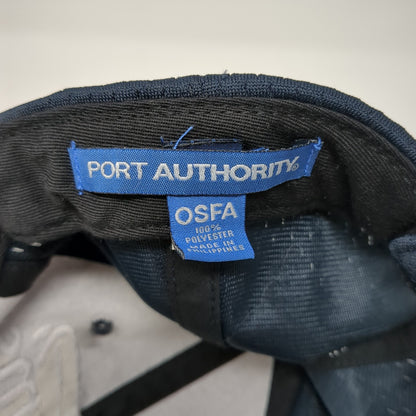 PORT AUTHORITY®
OSFA
100%
POLYESTER
MADE IN
PHILIPPINES